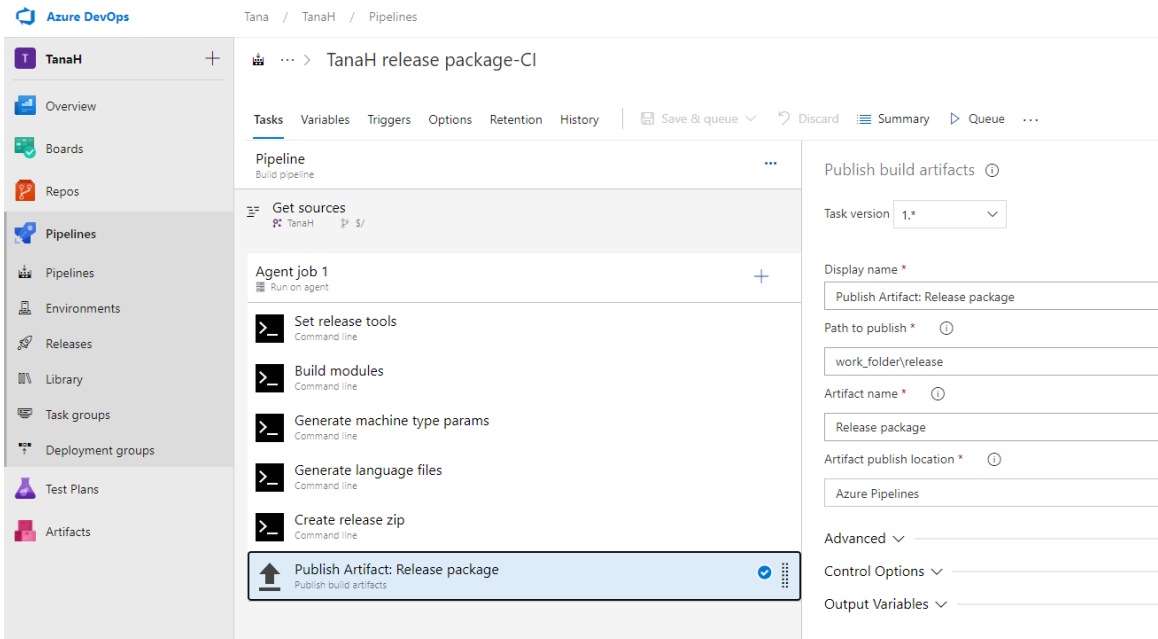 Azure DevOps
Tana / TanaH / Pipelines
T TanaH
Overview
Boards
Repos
Pipelines
Pipelines
Environments
Releases
Library
Task groups
Deployment groups
Test Plans
Artifacts
··· > TanaH release package-CI
Tasks Variables Triggers Options Retention History Save & queue Discard Summary Queue ...
Pipeline ...
Build pipeline
Get sources
TanaH $/
Agent job 1
Run on agent
Set release tools
Command line
Build modules
Command line
Generate machine type params
Command line
Generate language files
Command line
Create release zip
Command line
Publish Artifact: Release package
Publish build artifacts
Publish build artifacts
Task version 1.*
Display name *
Publish Artifact: Release package
Path to publish *
work_folder\release
Artifact name *
Release package
Artifact publish location *
Azure Pipelines
Advanced
Control Options
Output Variables